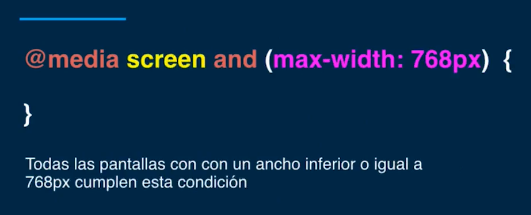 @media screen and (max-width: 768px) {
}
Todas las pantallas con con un ancho inferior o igual a
768px cumplen esta condición